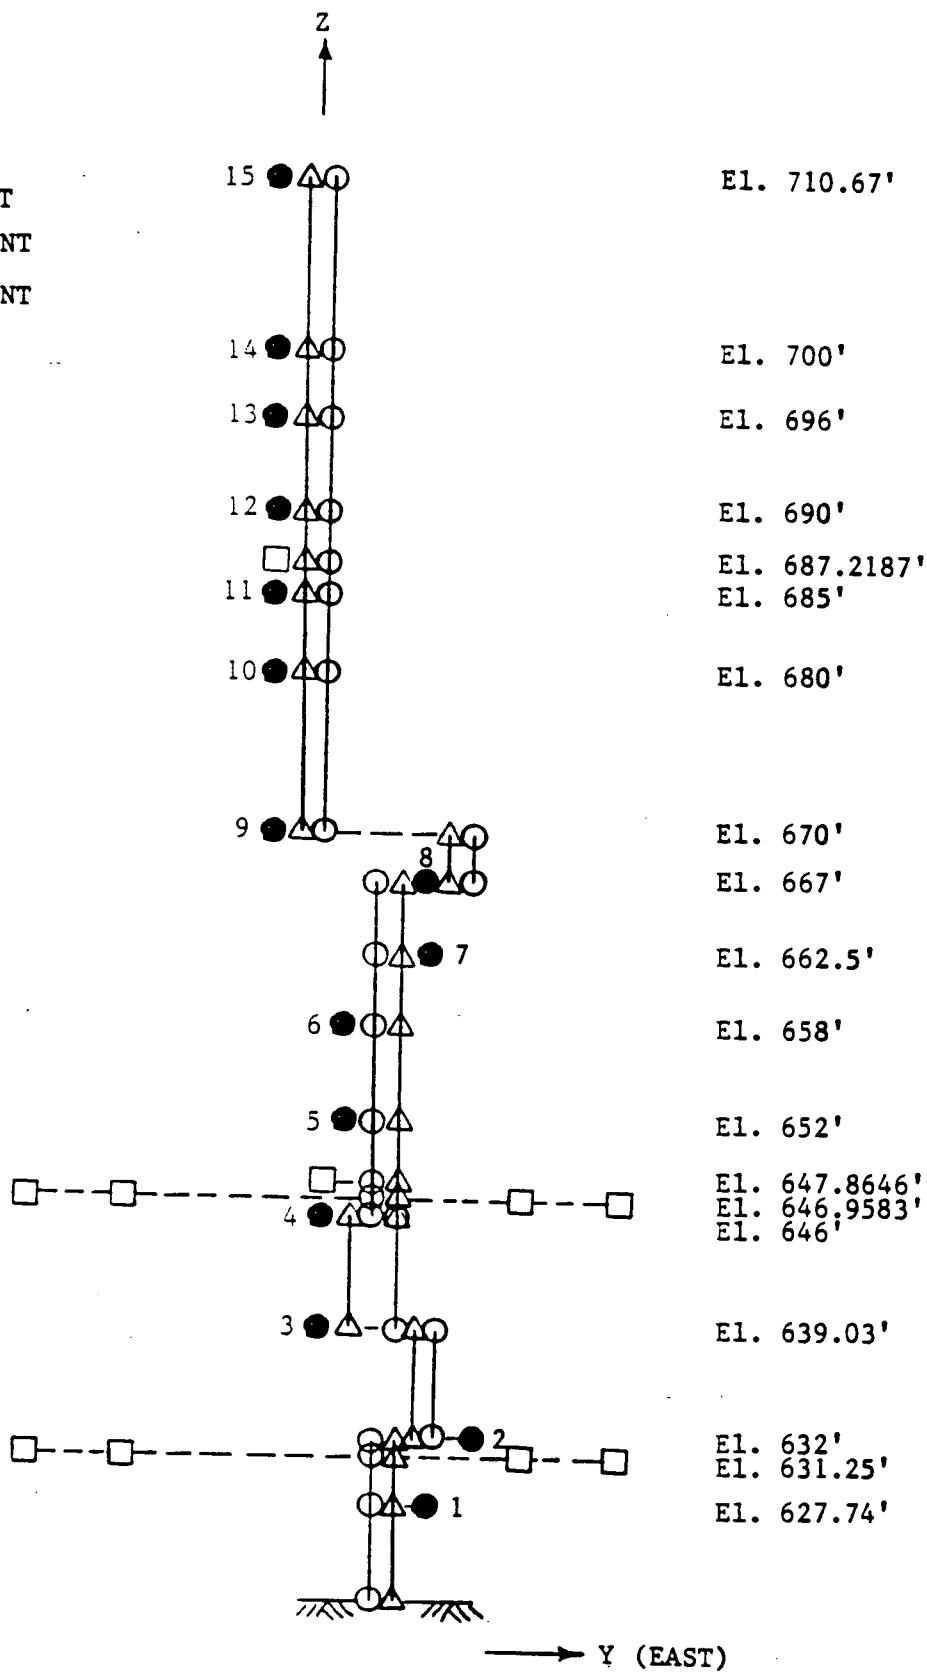 Z
15 El. 710.67'
T
NT
NT
14 El. 700'
13 El. 696'
12 El. 690'
El. 687.2187'
11 El. 685'
10 El. 680'
9 El. 670'
8 El. 667'
7 El. 662.5'
6 El. 658'
5 El. 652'
El. 647.8646'
El. 646.9583'
4 El. 646'
3 El. 639.03'
2 El. 632'
El. 631.25'
1 El. 627.74'
Y (EAST)